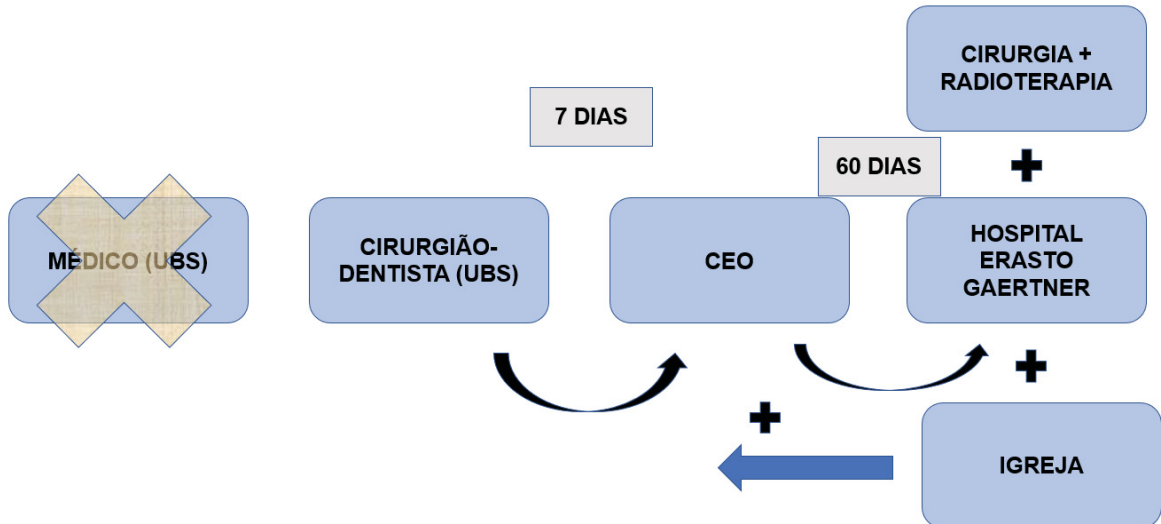 CIRURGIA +
RADIOTERAPIA
7 DIAS
60 DIAS
MÉDICO (UBS)
CIRURGIÃO-
DENTISTA (UBS)
CEO
HOSPITAL
ERASTO
GAERTNER
IGREJA